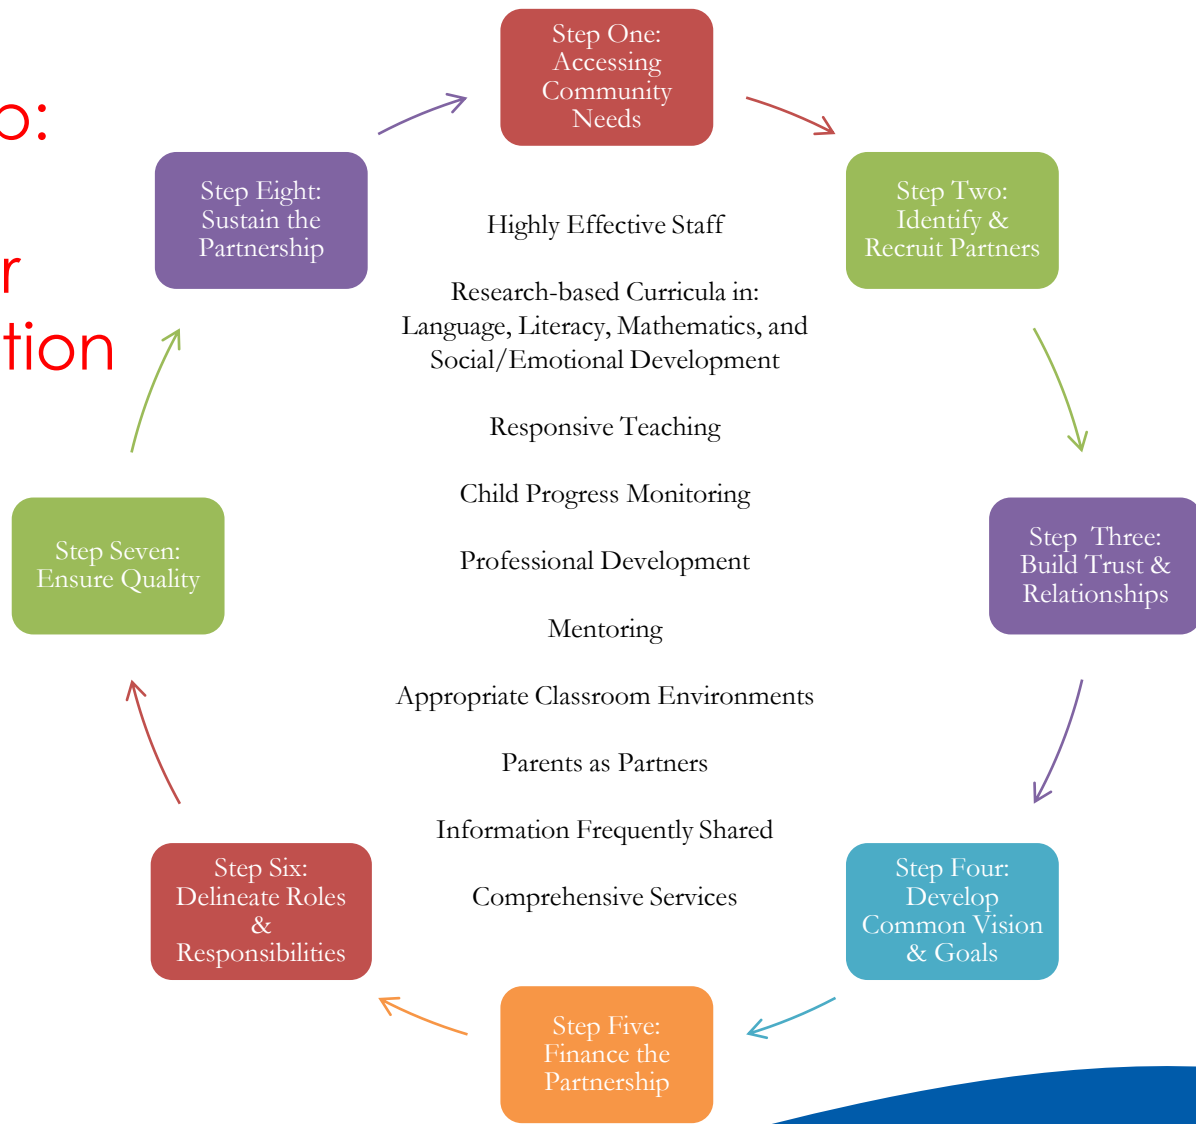 p:
r
tion
Step One:
Accessing
Community
Needs
Step Two:
Identify &
Recruit Partners
Step Three:
Build Trust &
Relationships
Step Four:
Develop
Common Vision
& Goals
Step Five:
Finance the
Partnership
Step Six:
Delineate Roles
&
Responsibilities
Step Seven:
Ensure Quality
Step Eight:
Sustain the
Partnership
Highly Effective Staff
Research-based Curricula in:
Language, Literacy, Mathematics, and
Social/Emotional Development
Responsive Teaching
Child Progress Monitoring
Professional Development
Mentoring
Appropriate Classroom Environments
Parents as Partners
Information Frequently Shared
Comprehensive Services